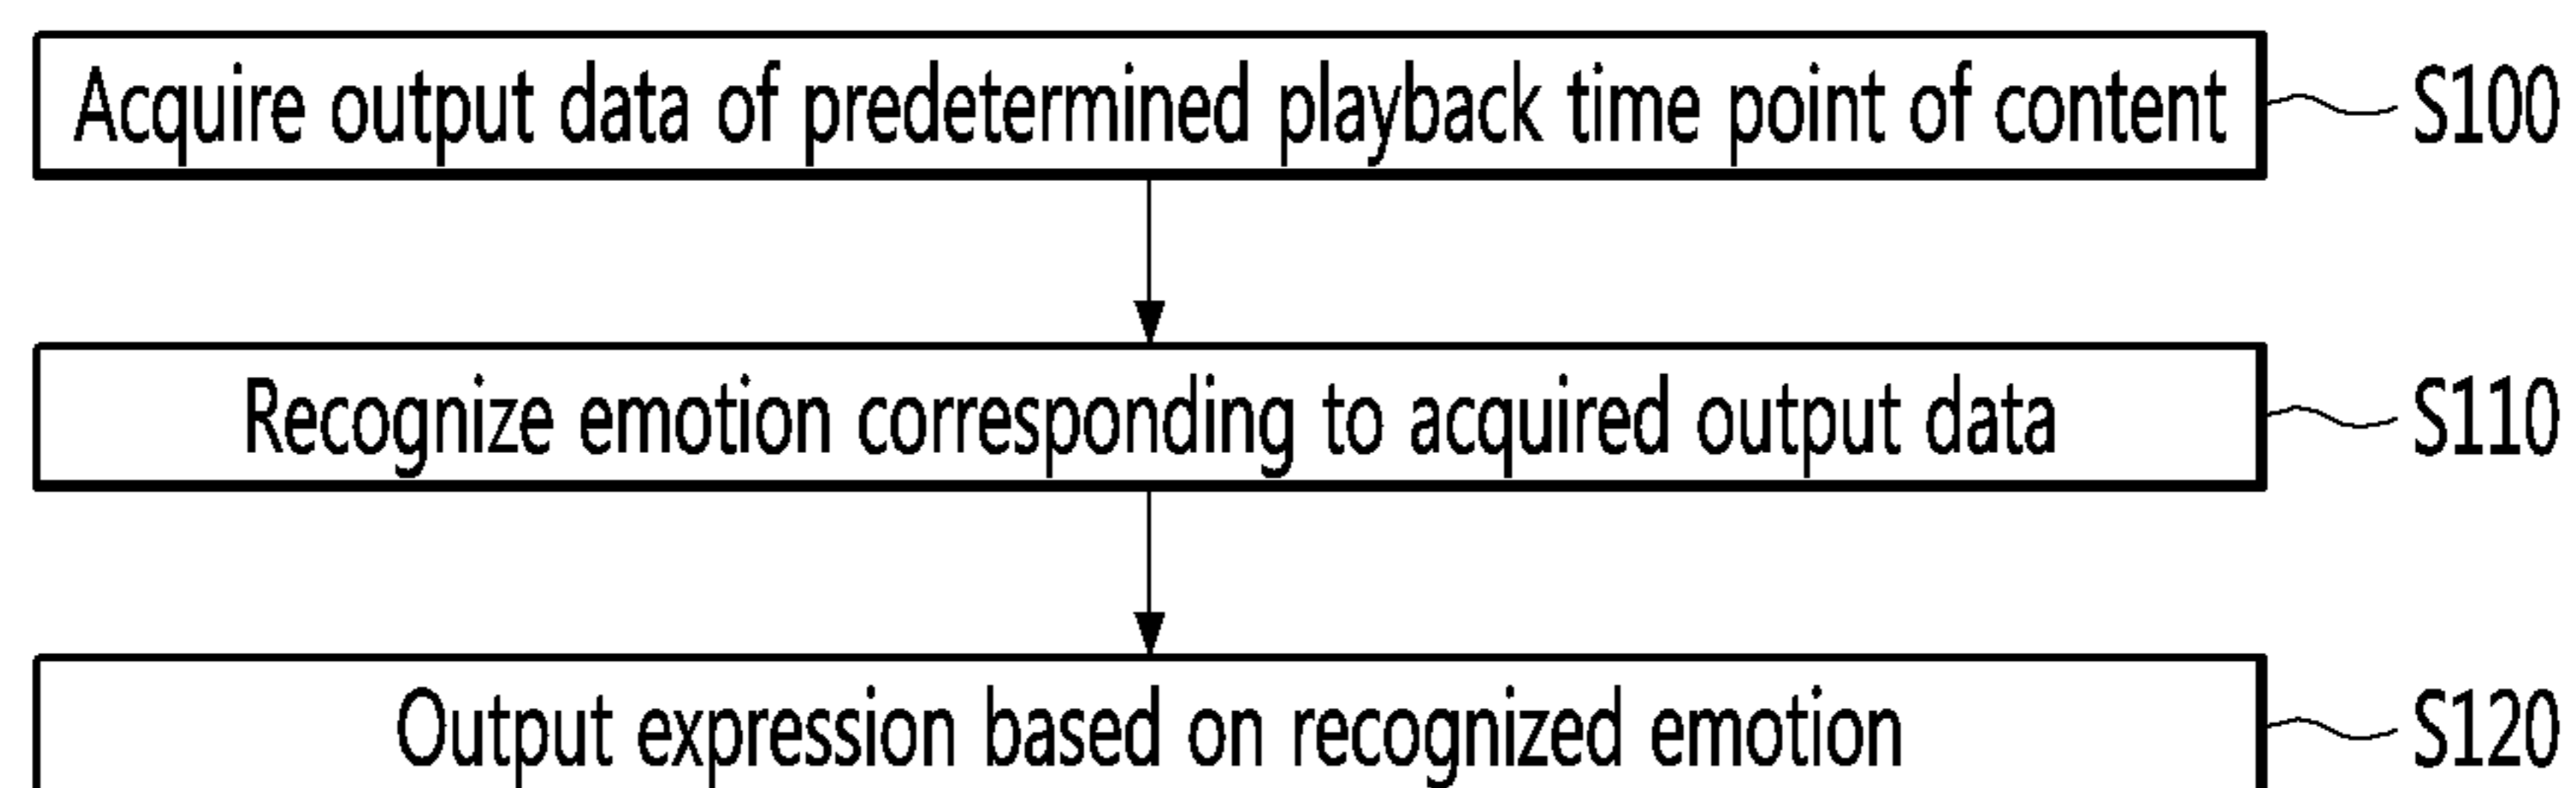 Acquire output data of predetermined playback time point of content S100
Recognize emotion corresponding to acquired output data S110
Output expression based on recognized emotion S120